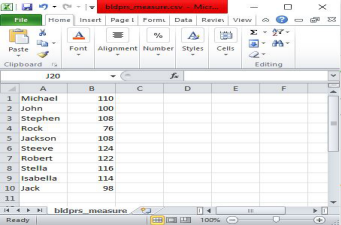 bldprs_measure.csv - Micr...
File Home Insert Page I Form Data Revie View
Paste Font Alignment Number Styles Cells
Clipboard Editing
J20 fx
A B C D E F
1 Michael 110
2 John 100
3 Stephen 108
4 Rock 76
5 Jackson 108
6 Steeve 124
7 Robert 122
8 Stella 116
9 Isabella 114
10 Jack 98
11
bldprs_measure
Ready 100%